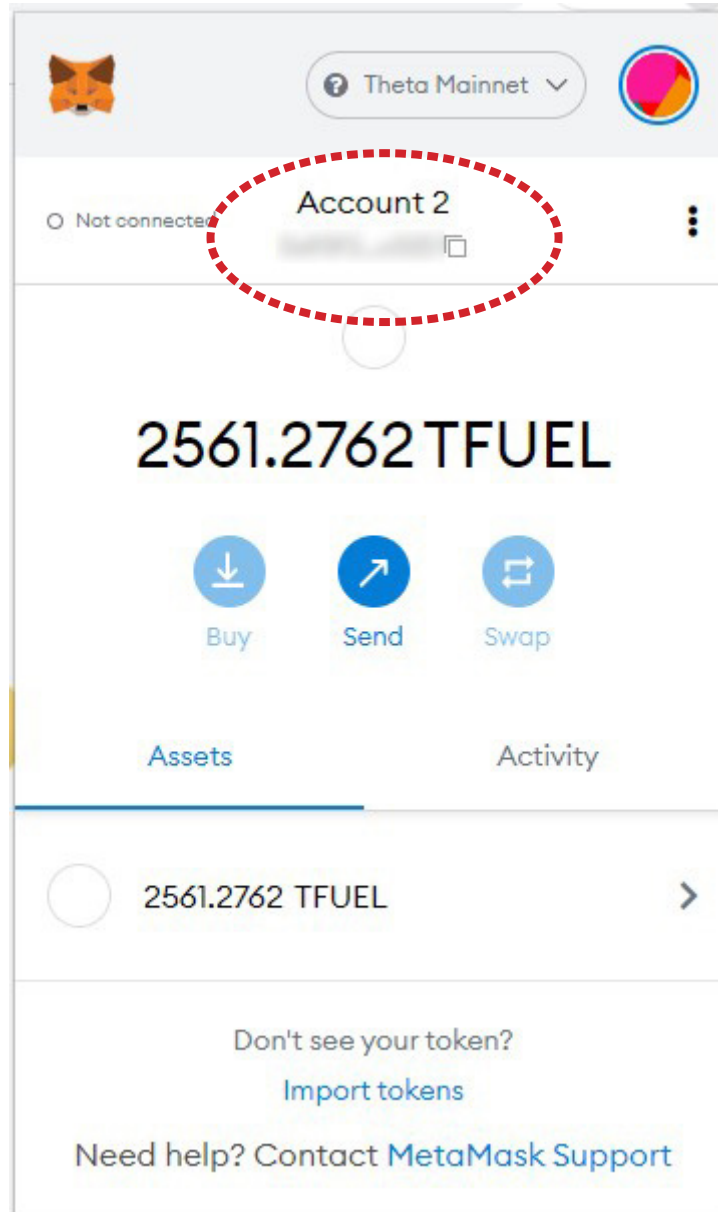 Theta Mainnet
Not connected
Account 2
2561.2762 TFUEL
Buy Send Swap
Assets Activity
2561.2762 TFUEL
Don't see your token?
Import tokens
Need help? Contact MetaMask Support